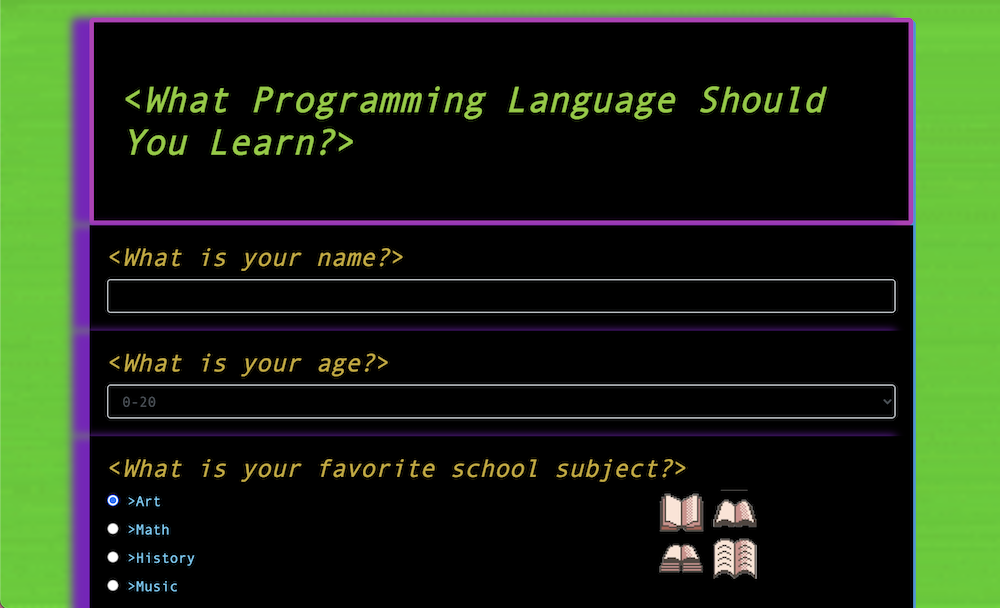 <What Programming Language Should
You Learn?>
<What is your name?>
<What is your age?>
0-20
<What is your favorite school subject?>
>Art
>Math
>History
>Music